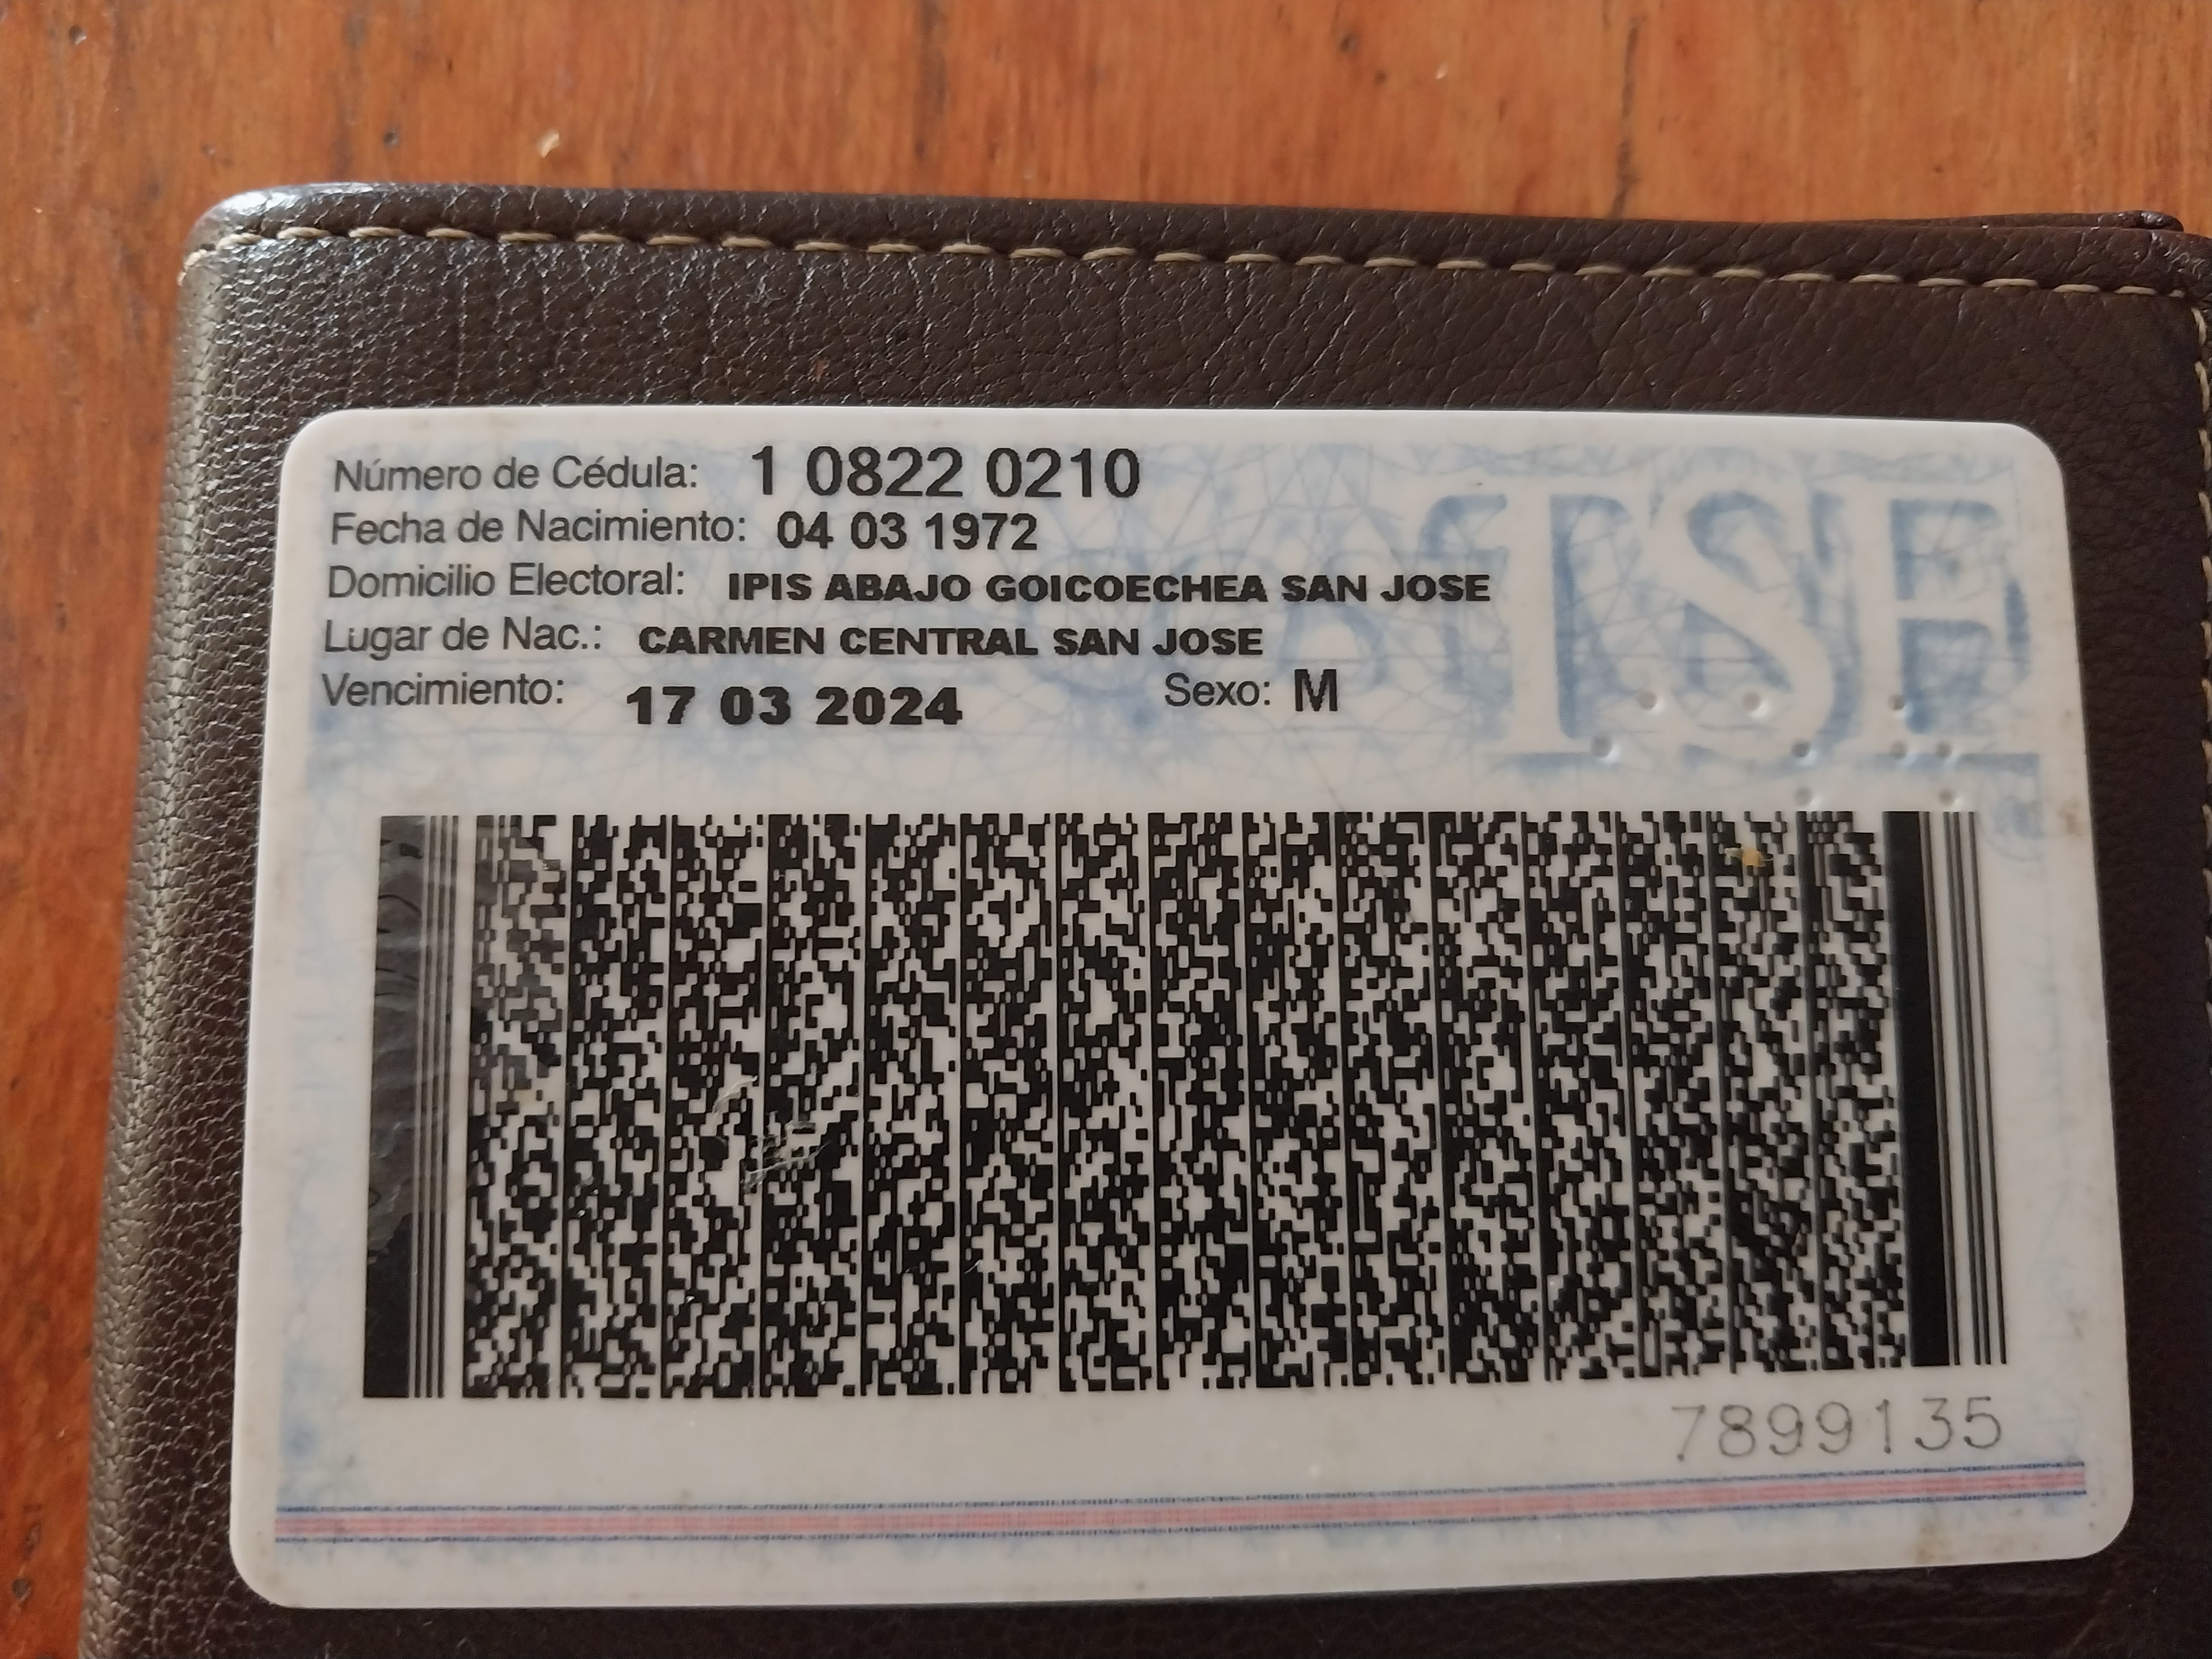 Número de Cédula: 1 0822 0210
Fecha de Nacimiento: 04 03 1972
Domicilio Electoral: IPIS ABAJO GOICOECHEA SAN JOSE
Lugar de Nac.: CARMEN CENTRAL SAN JOSE
Vencimiento: 17 03 2024 Sexo: M
TSE
7899135